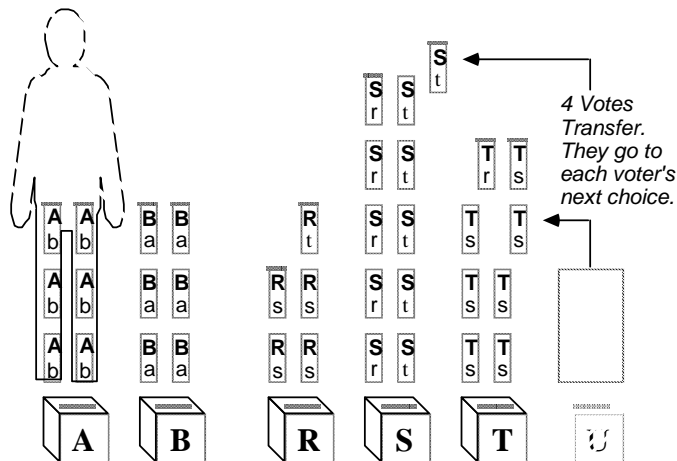 S
t
S S
r t
4 Votes
Transfer.
They go to
each voter's
next choice.
S S T T
r t r s
A A B B R S S T T
b b a a t r t s s
A A B B R R S S T T
b b a a s s r t s s
A A B B R R S S T T
b b a a s s r t s s
A B R S T U